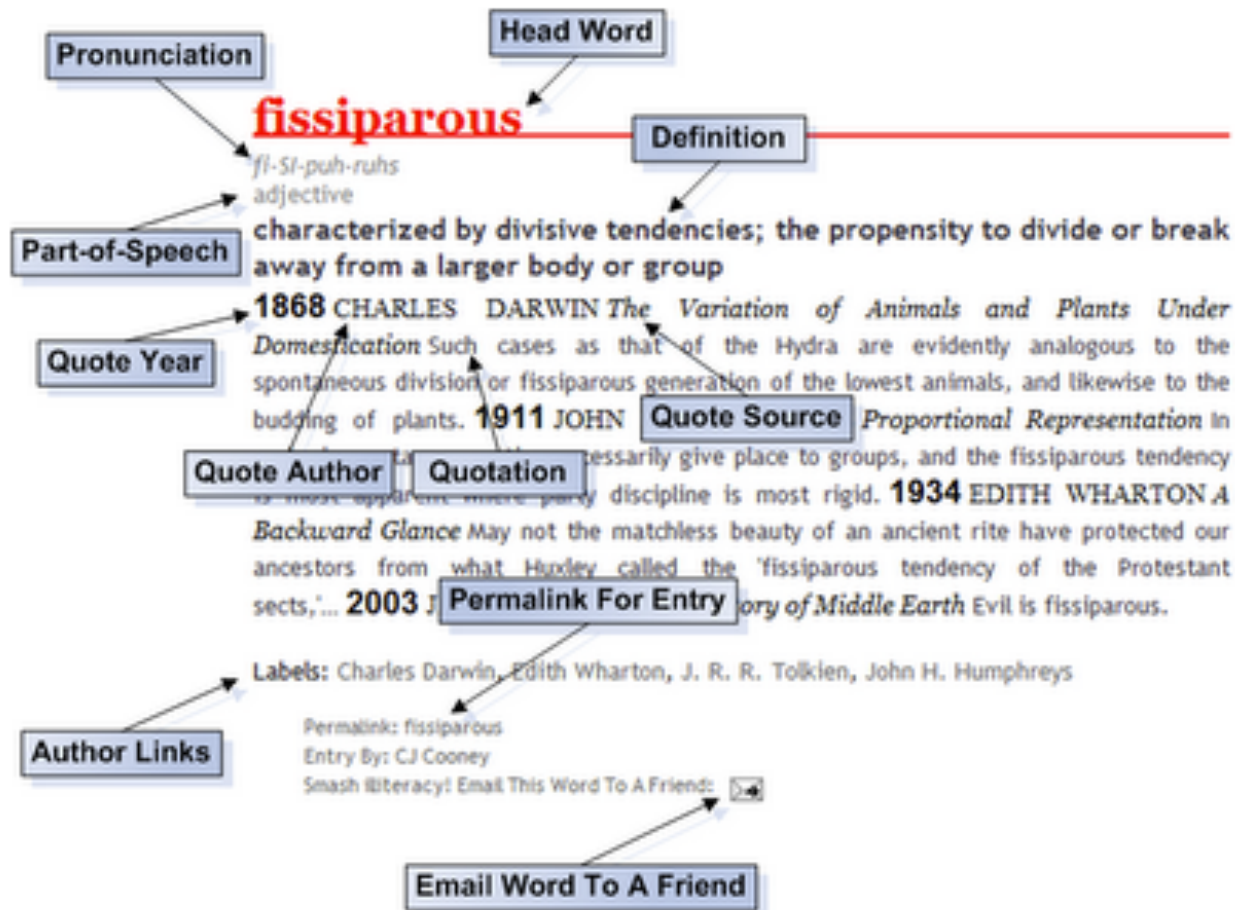 Head Word
Pronunciation
fissiparous
Definition
fi-SI-puh-ruhs
adjective
Part-of-Speech
characterized by divisive tendencies; the propensity to divide or break
away from a larger body or group
1868 CHARLES DARWIN The Variation of Animals and Plants Under
Quote Year
Domestication Such cases as that of the Hydra are evidently analogous to the
spontaneous division or fissiparous generation of the lowest animals, and likewise to the
budding of plants. 1911 JOHN Proportional Representation In
Quote Source
necessarily give place to groups, and the fissiparous tendency
Quote Author
Quotation
is most apparent where party discipline is most rigid. 1934 EDITH WHARTON A
Backward Glance May not the matchless beauty of an ancient rite have protected our
ancestors from what Huxley called the 'fissiparous tendency of the Protestant
sects,'... 2003 J of Middle Earth Evil is fissiparous.
Permalink For Entry
Labels: Charles Darwin, Edith Wharton, J. R. R. Tolkien, John H. Humphreys
Permalink: fissiparous
Author Links
Entry By: CJ Cooney
Smash illiteracy! Email This Word To A Friend:
Email Word To A Friend